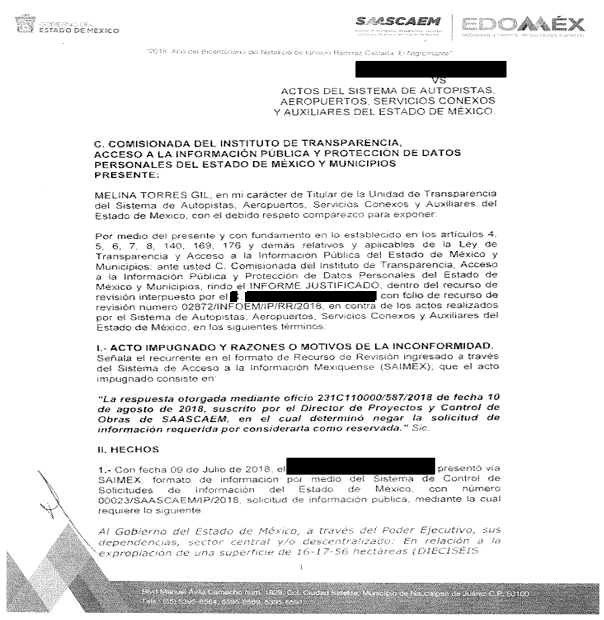 GOBIERNO DEL
ESTADO DE MÉXICO
SAASCAEM
EDOMÉX
"2018. Año del Bicentenario del Natalicio de Ignacio Ramírez Calzada, El Nigromante"
VS
ACTOS DEL SISTEMA DE AUTOPISTAS,
AEROPUERTOS, SERVICIOS CONEXOS
Y AUXILIARES DEL ESTADO DE MÉXICO.
C. COMISIONADA DEL INSTITUTO DE TRANSPARENCIA,
ACCESO A LA INFORMACIÓN PÚBLICA Y PROTECCIÓN DE DATOS
PERSONALES DEL ESTADO DE MÉXICO Y MUNICIPIOS
PRESENTE:
MELINA TORRES GIL, en mi carácter de Titular de la Unidad de Transparencia
del Sistema de Autopistas, Aeropuertos, Servicios Conexos y Auxiliares del
Estado de México, con el debido respeto comparezco para exponer:
Por medio del presente y con fundamento en lo establecido en los artículos 4,
5, 6, 7, 8, 140, 169, 176 y demás relativos y aplicables de la Ley de
Transparencia y Acceso a la Información Pública del Estado de México y
Municipios: ante usted C. Comisionada del Instituto de Transparencia, Acceso
a la Información Pública y Protección de Datos Personales del Estado de
México y Municipios, rindo el INFORME JUSTIFICADO, dentro del recurso de
revisión interpuesto por el con folio de recurso de
revisión numero 02872/INFOEM/IP/RR/2018, en contra de los actos realizados
por el Sistema de Autopistas, Aeropuertos, Servicios Conexos y Auxiliares del
Estado de México, en los siguientes términos:
I.- ACTO IMPUGNADO Y RAZONES O MOTIVOS DE LA INCONFORMIDAD.
Señala el recurrente en el formato de Recurso de Revisión ingresado a través
del Sistema de Acceso a la Información Mexiquense (SAIMEX), que el acto
impugnado consiste en:
"La respuesta otorgada mediante oficio 231C110000/587/2018 de fecha 10
de agosto de 2018, suscrito por el Director de Proyectos y Control de
Obras de SAASCAEM, en el cual determinó negar la solicitud de
información requerida por considerarla como reservada." Sic.
II. HECHOS
1.- Con fecha 09 de Julio de 2018, el presentó vía
SAIMEX, formato de información por medio del Sistema de Control de
Solicitudes de Información del Estado de México, con número
00023/SAASCAEM/IP/2018, solicitud de información pública, mediante la cual
requiere lo siguiente:
Al Gobierno del Estado de México, a través del Poder Ejecutivo, sus
dependencias, sector central y/o descentralizado: En relación a la
expropiación de una superficie de 16-17-56 hectáreas (DIECISÉIS
1
Blvd Manuel Ávila Camacho núm. 1829, Col. Ciudad Satélite, Municipio de Naucalpan de Juárez C.P. 53100